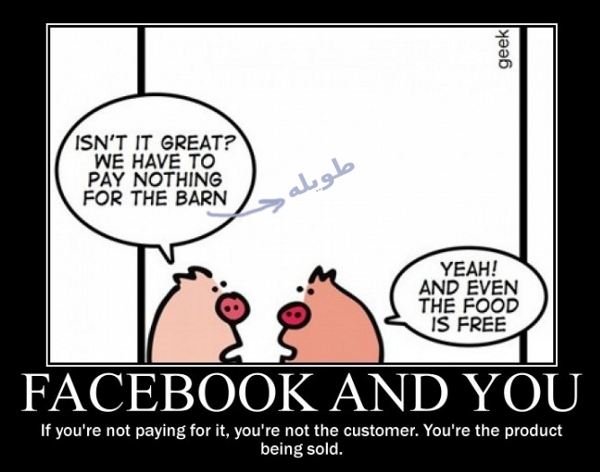 geek
ISN'T IT GREAT?
WE HAVE TO
PAY NOTHING
FOR THE BARN
طويله
YEAH!
AND EVEN
THE FOOD
IS FREE
FACEBOOK AND YOU
If you're not paying for it, you're not the customer. You're the product
being sold.